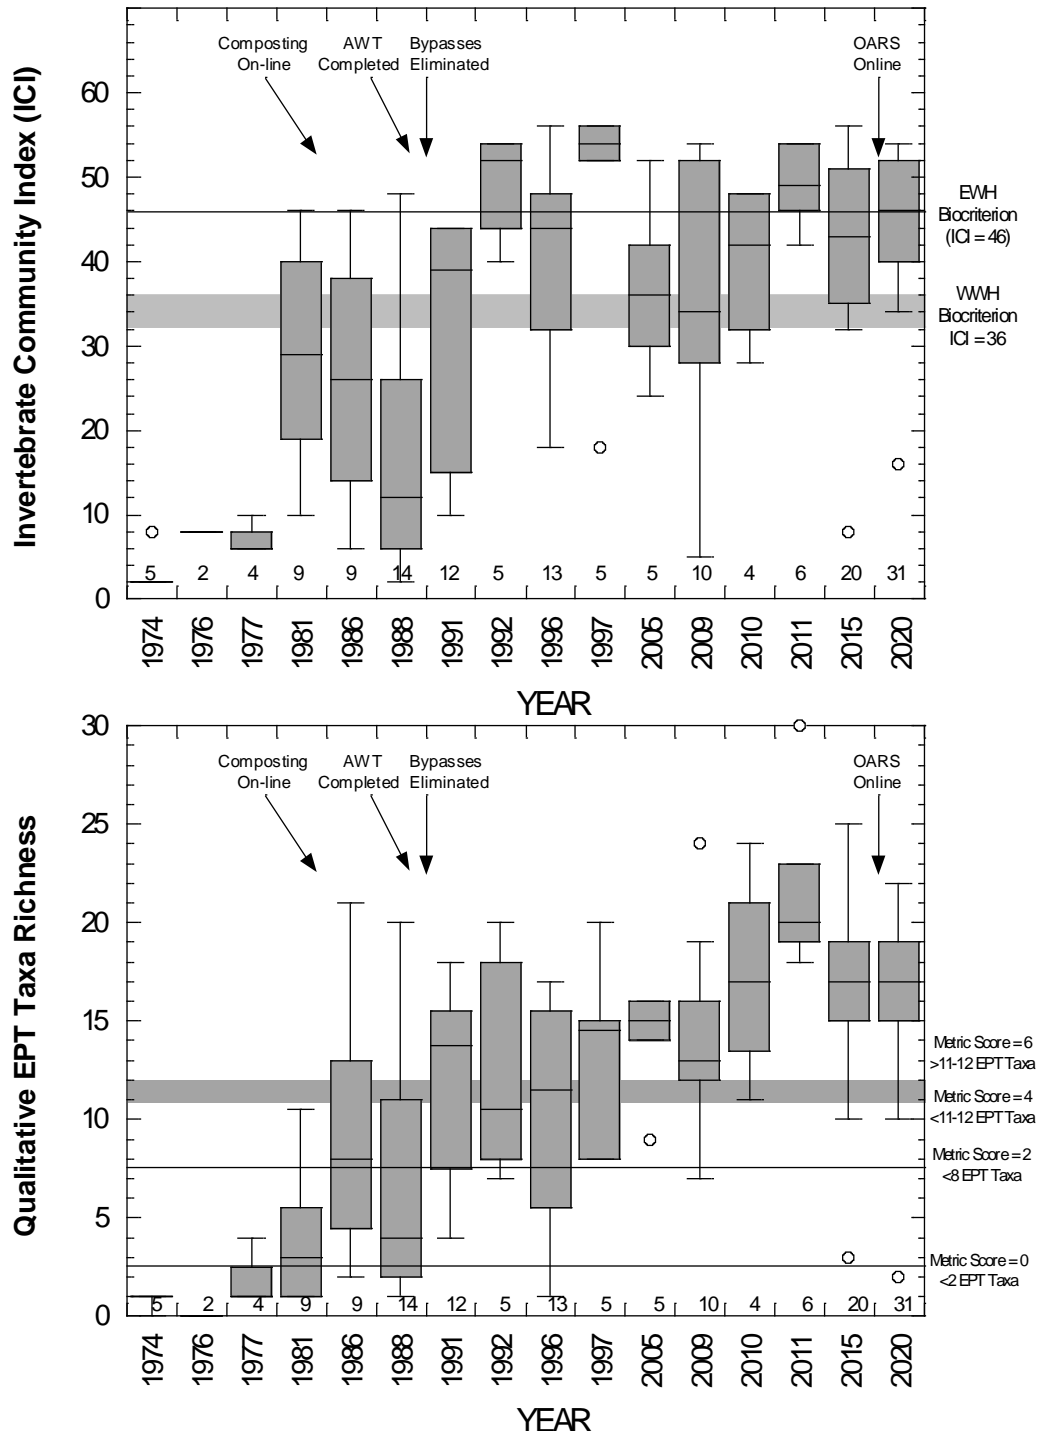 Invertebrate Community Index (ICI)
Composting
On-line
AWT
Completed
Bypasses
Eliminated
OARS
Online
60
50
40
30
20
10
0
EWH
Biocriterion
(ICI = 46)
WWH
Biocriterion
ICI = 36
5 2 4 9 9 14 12 5 13 5 5 10 4 6 20 31
1974 1976 1977 1981 1986 1988 1991 1992 1996 1997 2005 2009 2010 2011 2015 2020
YEAR
Qualitative EPT Taxa Richness
Composting
On-line
AWT
Completed
Bypasses
Eliminated
OARS
Online
30
25
20
15
10
5
0
Metric Score = 6
>11-12 EPT Taxa
Metric Score = 4
<11-12 EPT Taxa
Metric Score = 2
<8 EPT Taxa
Metric Score = 0
<2 EPT Taxa
5 2 4 9 9 14 12 5 13 5 5 10 4 6 20 31
1974 1976 1977 1981 1986 1988 1991 1992 1996 1997 2005 2009 2010 2011 2015 2020
YEAR